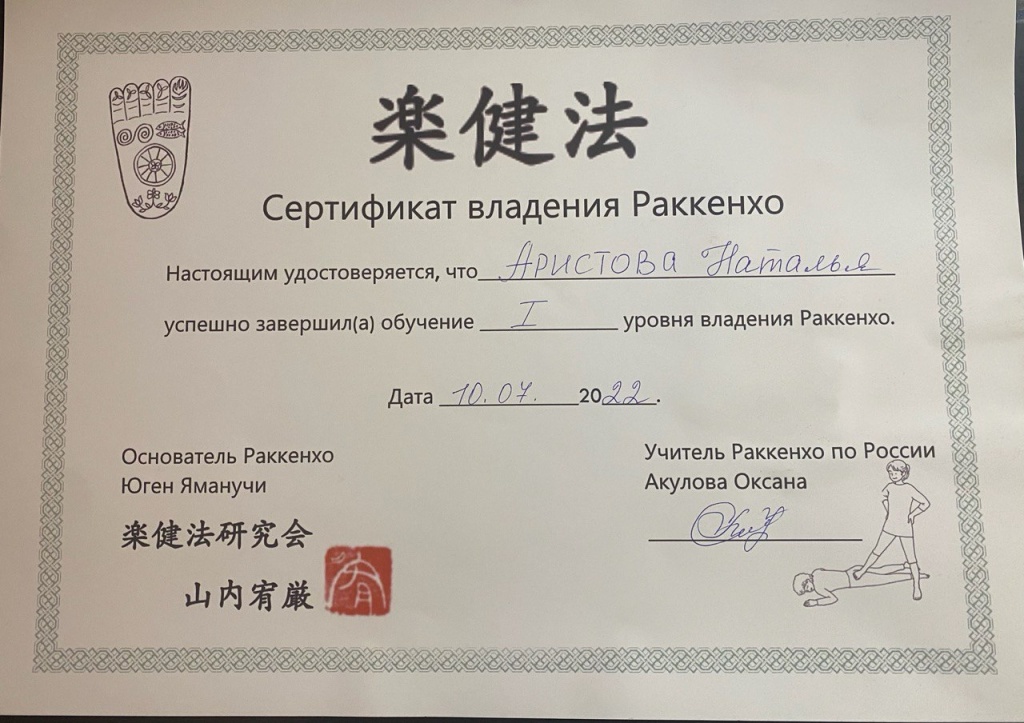 楽健法
Сертификат владения Раккенхо
Настоящим удостоверяется, что Аристова Наталья
успешно завершил(а) обучение I уровня владения Раккенхо.
Дата 10.07. 2022.
Основатель Раккенхо
Юген Яманучи
楽健法研究会
山内宥厳
Учитель Раккенхо по России
Акулова Оксана